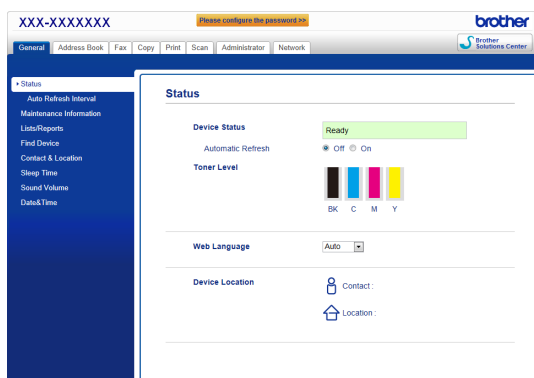 XXX-XXXXXXX
Please configure the password >>
brother
General Address Book Fax Copy Print Scan Administrator Network
Brother
Solutions Center
Status
Auto Refresh Interval
Maintenance Information
Lists/Reports
Find Device
Contact & Location
Sleep Time
Sound Volume
Date&Time
Status
Device Status Ready
Automatic Refresh Off On
Toner Level
BK C M Y
Web Language Auto
Device Location Contact :
Location :